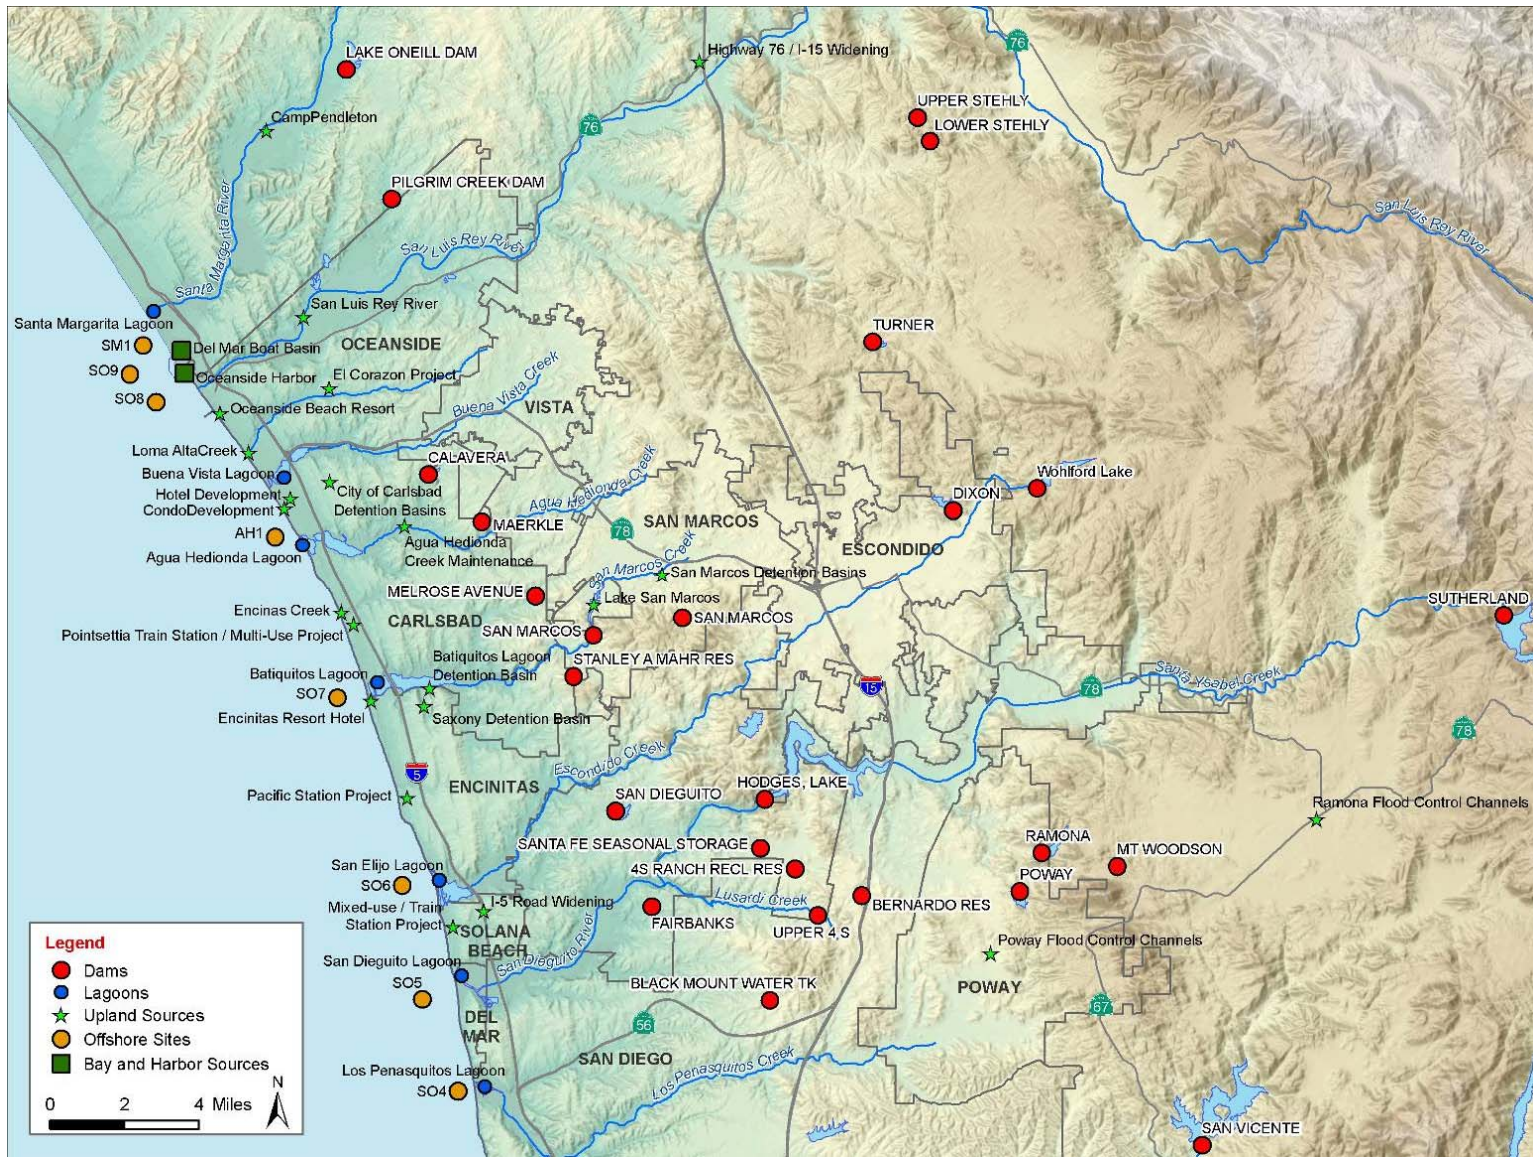 76
Highway 76 / I-15 Widening
LAKE ONEILL DAM
UPPER STEHLY
CampPendleton
76
LOWER STEHLY
PILGRIM CREEK DAM
San Luis Rey River
Santa Margarita River
San Luis Rey River
San Luis Rey River
Santa Margarita Lagoon
TURNER
SM1
Del Mar Boat Basin
OCEANSIDE
SO9
Oceanside Harbor
El Corazon Project
SO8
Oceanside Beach Resort
Buena Vista Creek
VISTA
Loma AltaCreek
CALAVERA
Buena Vista Lagoon
Wohlford Lake
Hotel Development
City of Carlsbad
Detention Basins
DIXON
CondoDevelopment
Agua Hedionda Creek
MAERKLE
SAN MARCOS
78
AH1
Agua Hedionda
Creek Maintenance
ESCONDIDO
Agua Hedionda Lagoon
San Marcos Creek
San Marcos Detention Basins
MELROSE AVENUE
Lake San Marcos
SUTHERLAND
Encinas Creek
CARLSBAD
SAN MARCOS
Pointsettia Train Station / Multi-Use Project
SAN MARCOS
Batiquitos Lagoon
Detention Basin
STANLEY A MAHR RES
Batiquitos Lagoon
Santa Ysabel Creek
SO7
15
78
Encinitas Resort Hotel
Saxony Detention Basin
78
Escondido Creek
5
ENCINITAS
HODGES, LAKE
Pacific Station Project
SAN DIEGUITO
Ramona Flood Control Channels
RAMONA
SANTA FE SEASONAL STORAGE
MT WOODSON
San Elijo Lagoon
4S RANCH RECL RES
POWAY
SO6
Lusardi Creek
I-5 Road Widening
BERNARDO RES
Mixed-use / Train
Station Project
FAIRBANKS
UPPER 4,S
SOLANA
BEACH
San Dieguito River
Poway Flood Control Channels
San Dieguito Lagoon
SO5
BLACK MOUNT WATER TK
POWAY
67
DEL
MAR
56
SAN DIEGO
Los Penasquitos Creek
Los Penasquitos Lagoon
SO4
SAN VICENTE
Legend
Dams
Lagoons
Upland Sources
Offshore Sites
Bay and Harbor Sources
N
0 2 4 Miles